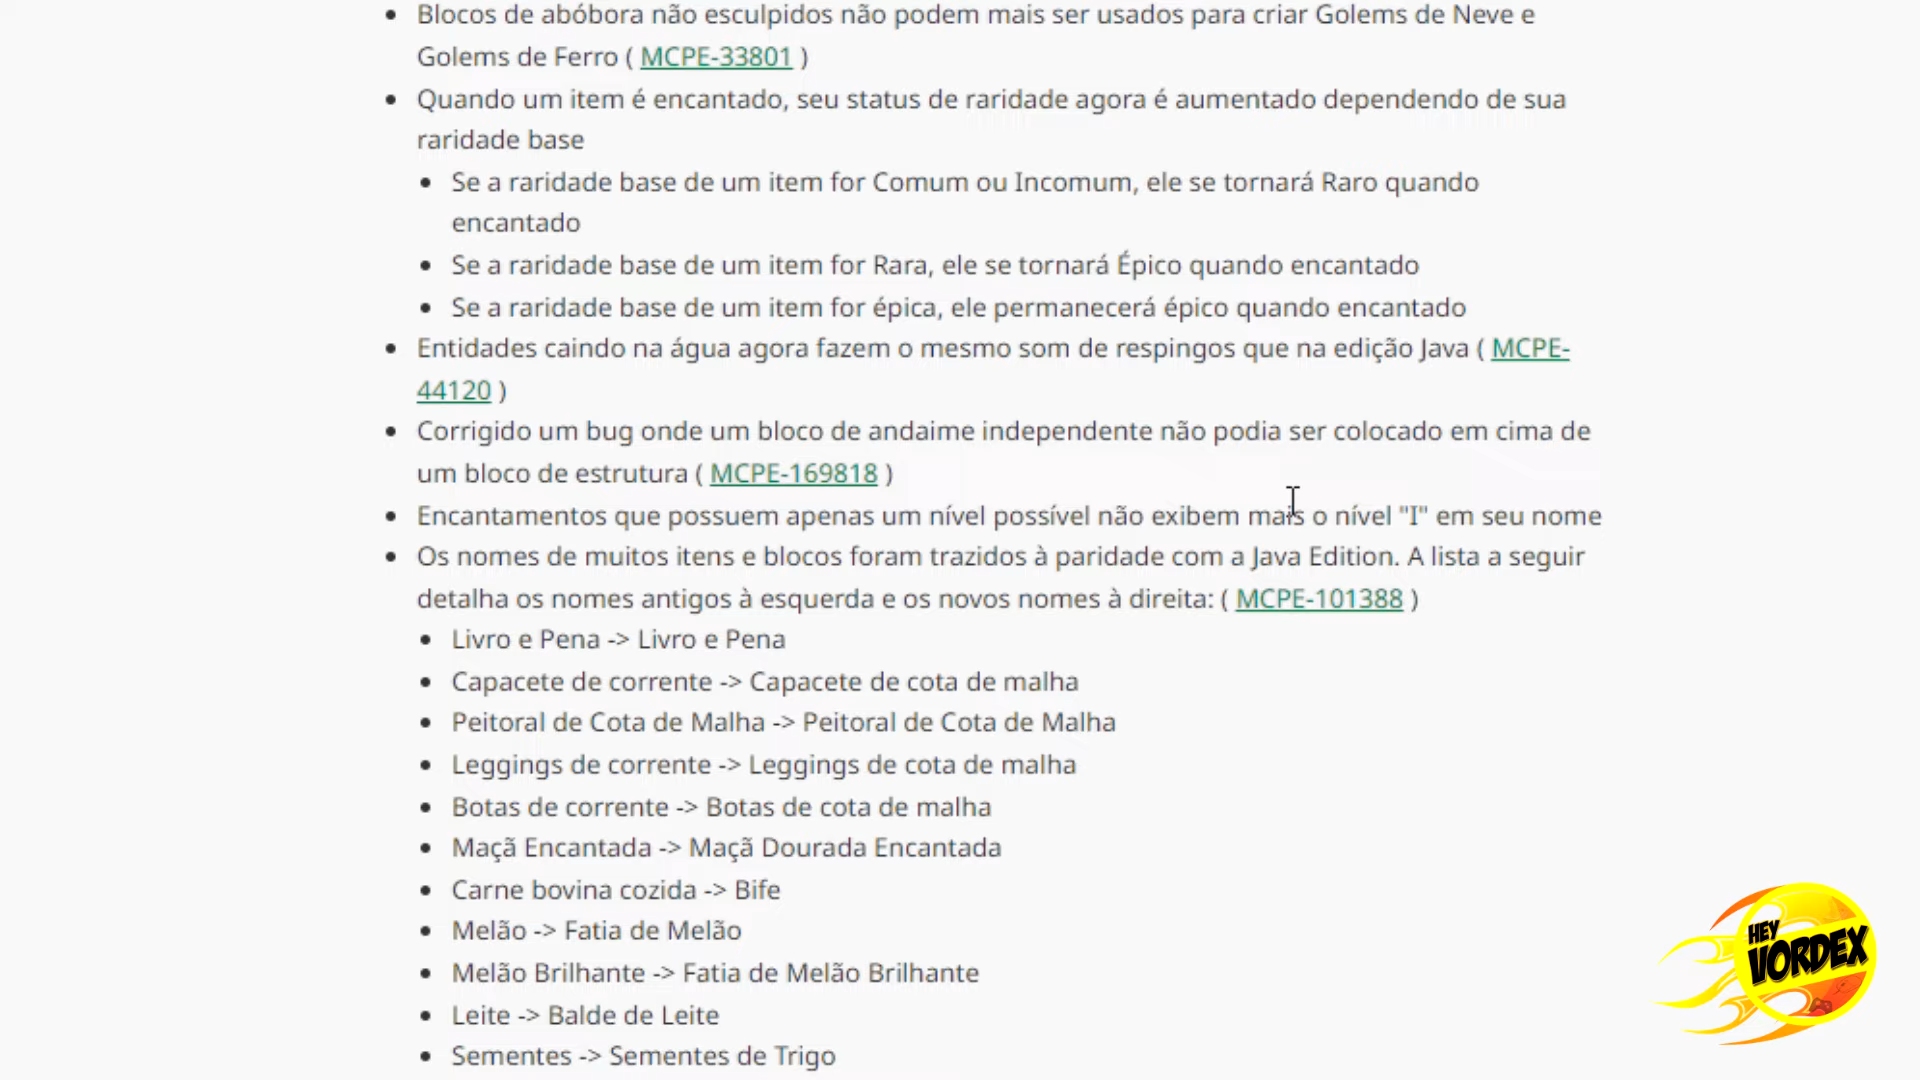 Blocos de abóbora não esculpidos não podem mais ser usados para criar Golems de Neve e
Golems de Ferro ( MCPE-33801 )
Quando um item é encantado, seu status de raridade agora é aumentado dependendo de sua
raridade base
Se a raridade base de um item for Comum ou Incomum, ele se tornará Raro quando
encantado
Se a raridade base de um item for Rara, ele se tornará Épico quando encantado
Se a raridade base de um item for épica, ele permanecerá épico quando encantado
Entidades caindo na água agora fazem o mesmo som de respingos que na edição Java ( MCPE-
44120 )
Corrigido um bug onde um bloco de andaime independente não podia ser colocado em cima de
um bloco de estrutura ( MCPE-169818 )
Encantamentos que possuem apenas um nível possível não exibem mais o nível "I" em seu nome
Os nomes de muitos itens e blocos foram trazidos à paridade com a Java Edition. A lista a seguir
detalha os nomes antigos à esquerda e os novos nomes à direita: ( MCPE-101388 )
Livro e Pena -> Livro e Pena
Capacete de corrente -> Capacete de cota de malha
Peitoral de Cota de Malha -> Peitoral de Cota de Malha
Leggings de corrente -> Leggings de cota de malha
Botas de corrente -> Botas de cota de malha
Maçã Encantada -> Maçã Dourada Encantada
Carne bovina cozida -> Bife
Melão -> Fatia de Melão
Melão Brilhante -> Fatia de Melão Brilhante
Leite -> Balde de Leite
Sementes -> Sementes de Trigo
HEY
VORDEX